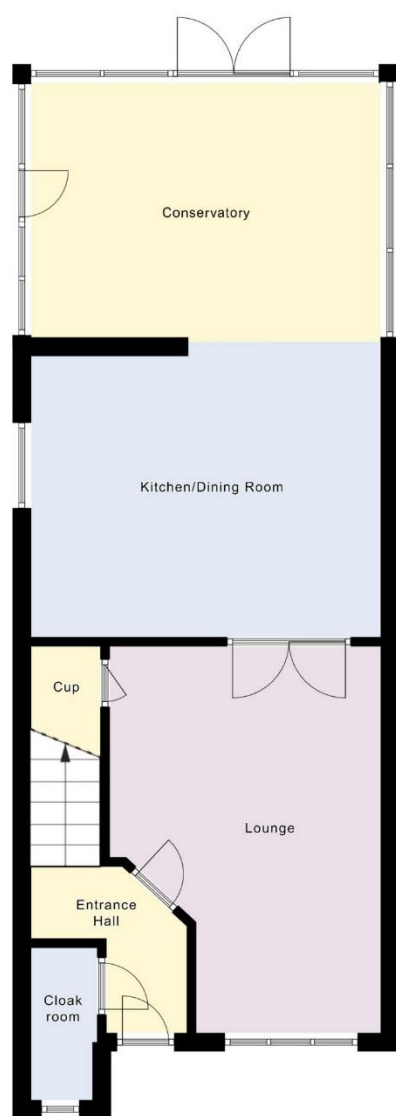 Conservatory
Kitchen/Dining Room
Cup
Lounge
Entrance
Hall
Cloak
room